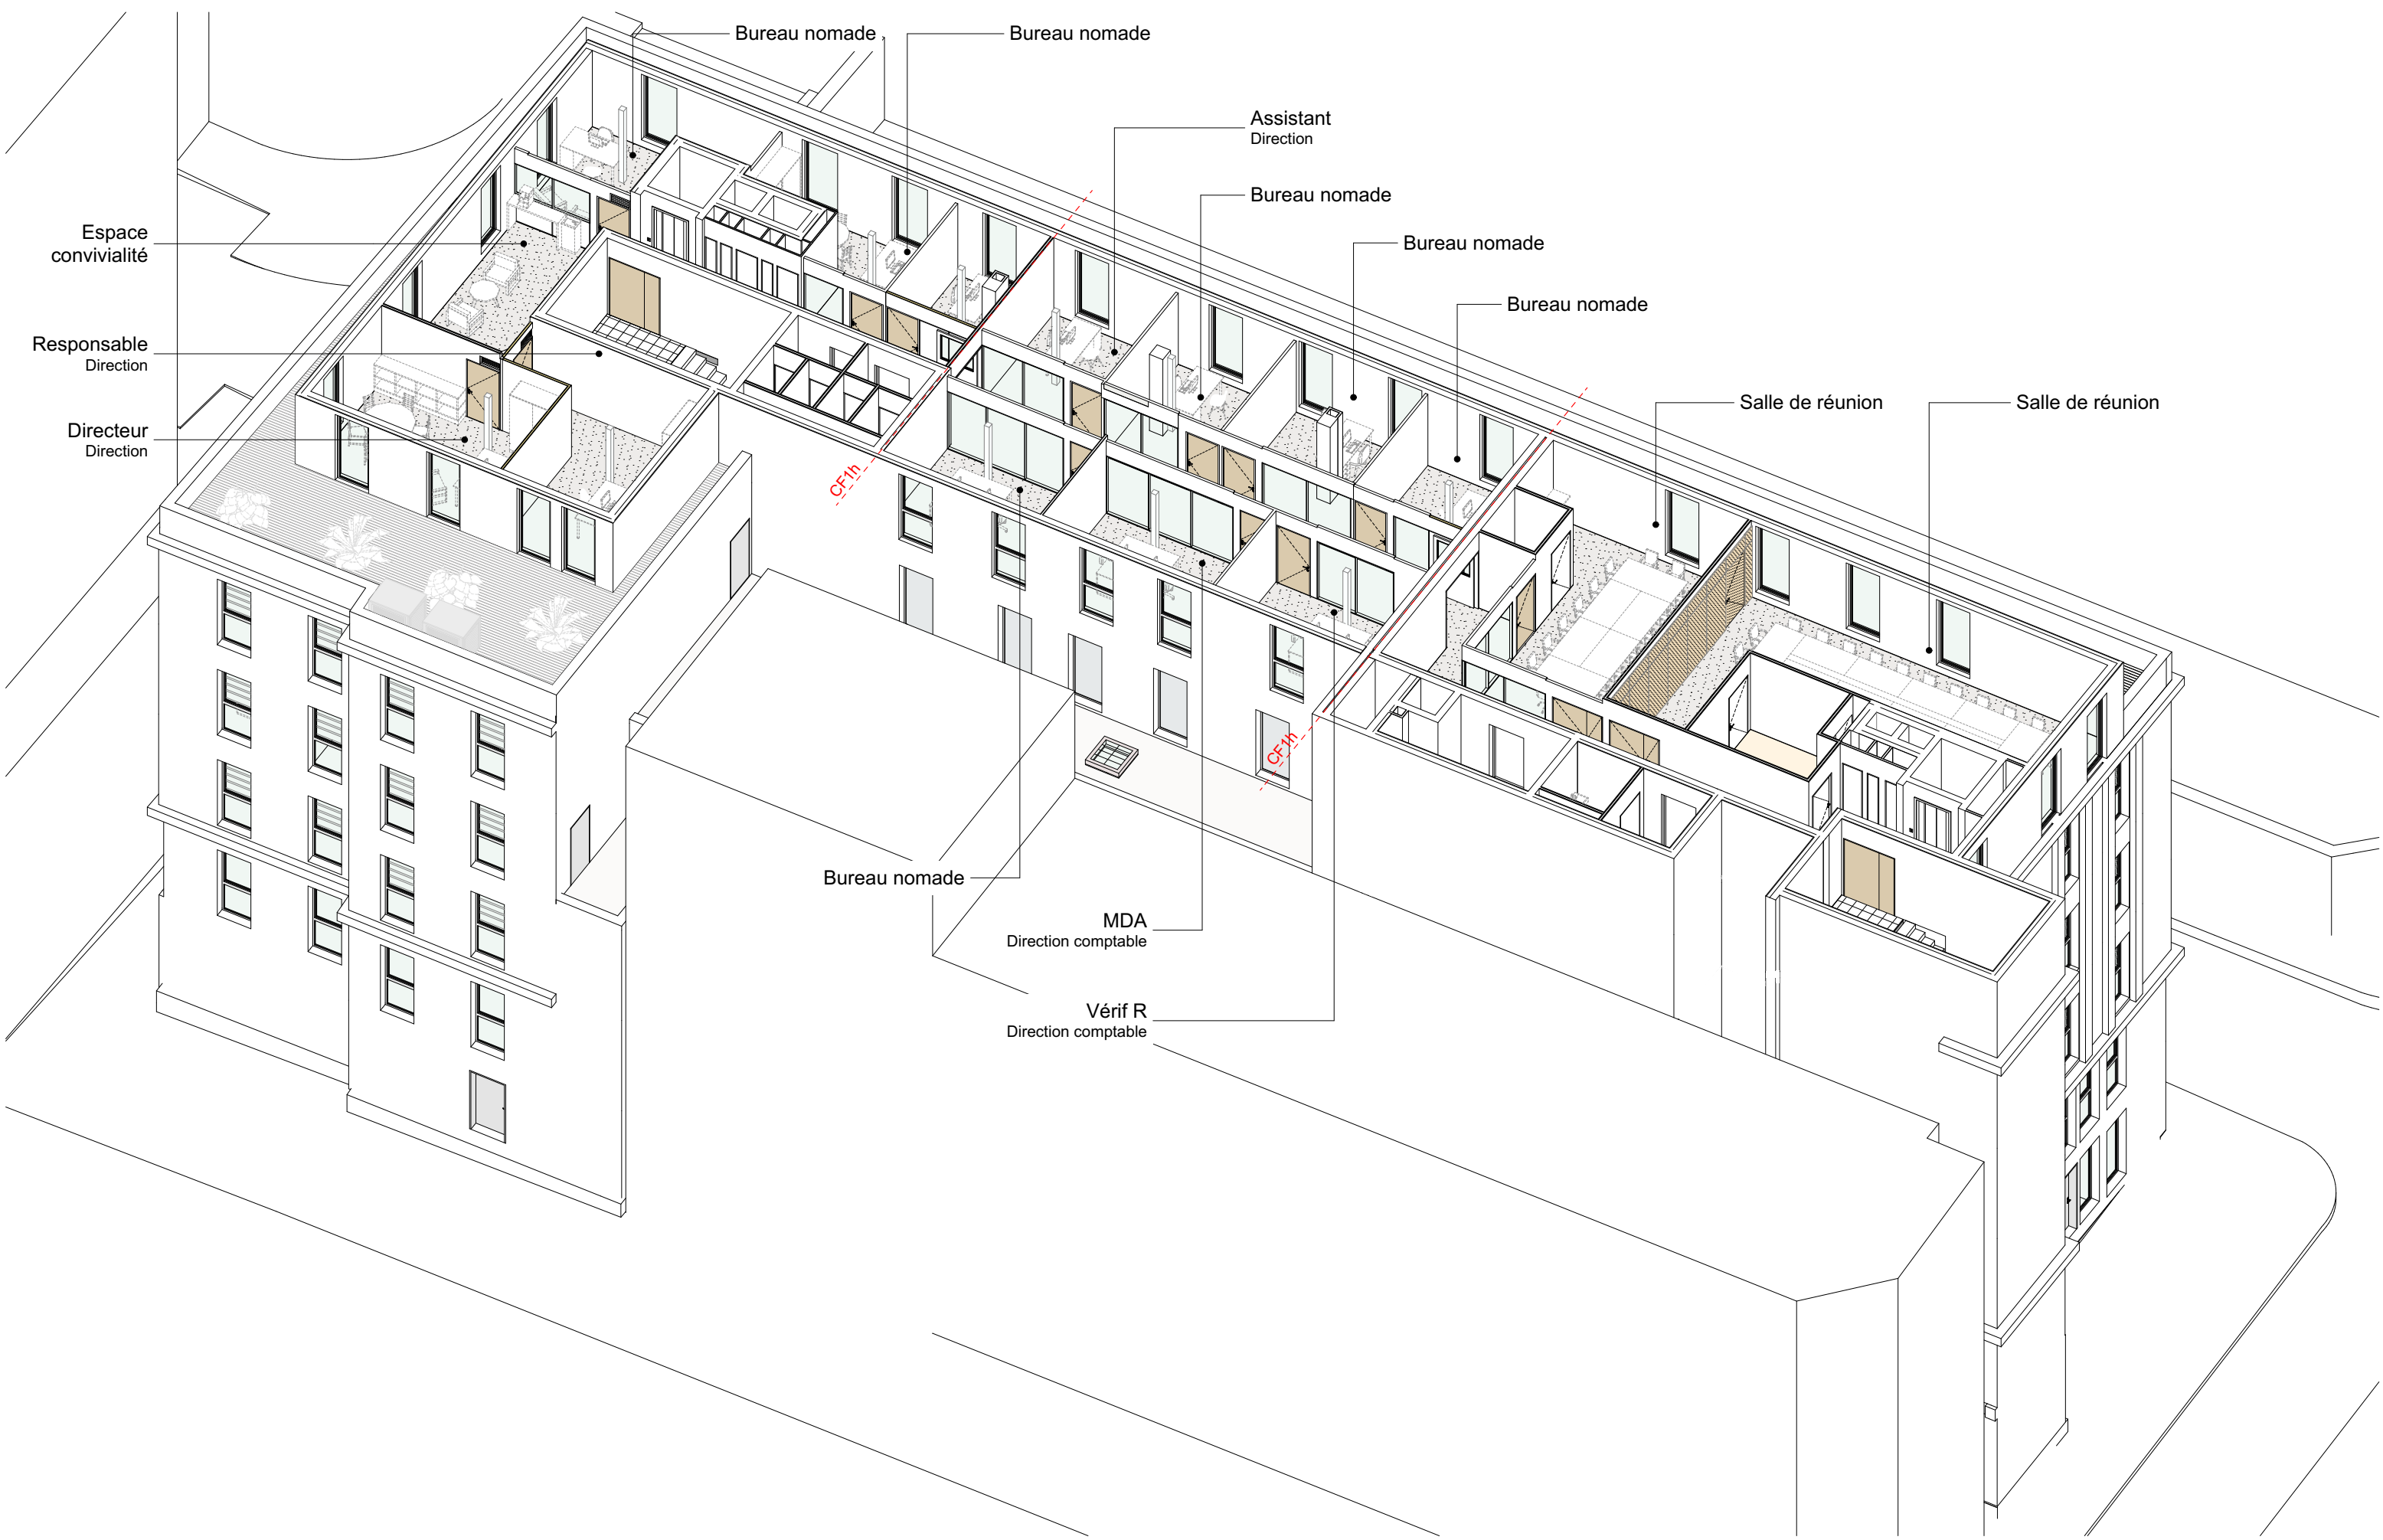 Bureau nomade
Bureau nomade
Assistant
Direction
Bureau nomade
Espace
convivialité
Bureau nomade
Bureau nomade
Responsable
Direction
Salle de réunion
Salle de réunion
Directeur
Direction
CF1h
CF1h
Bureau nomade
MDA
Direction comptable
Vérif R
Direction comptable